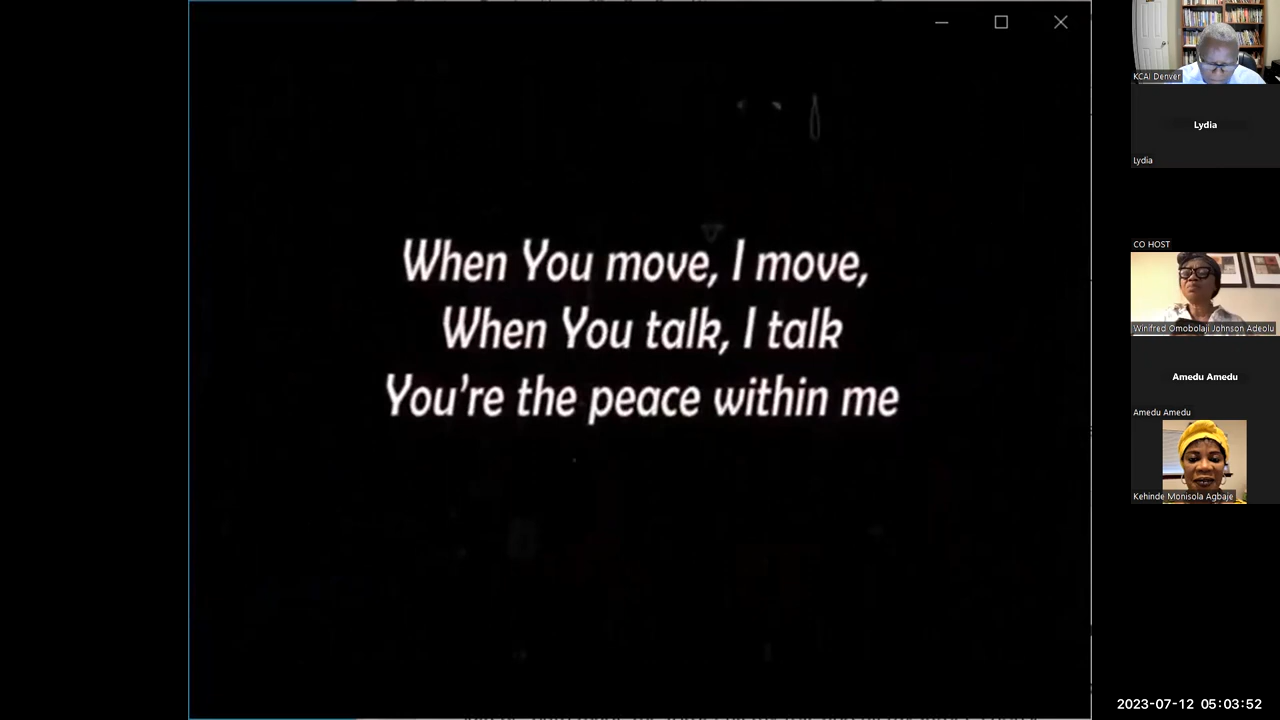 When You move, I move,
When You talk, I talk
You're the peace within me
KCAI Denver
Lydia
Lydia
CO HOST
Winifred Omobolaji Johnson Adeolu
Amedu Amedu
Amedu Amedu
Kehinde Monisola Agbaje
2023-07-12 05:03:52